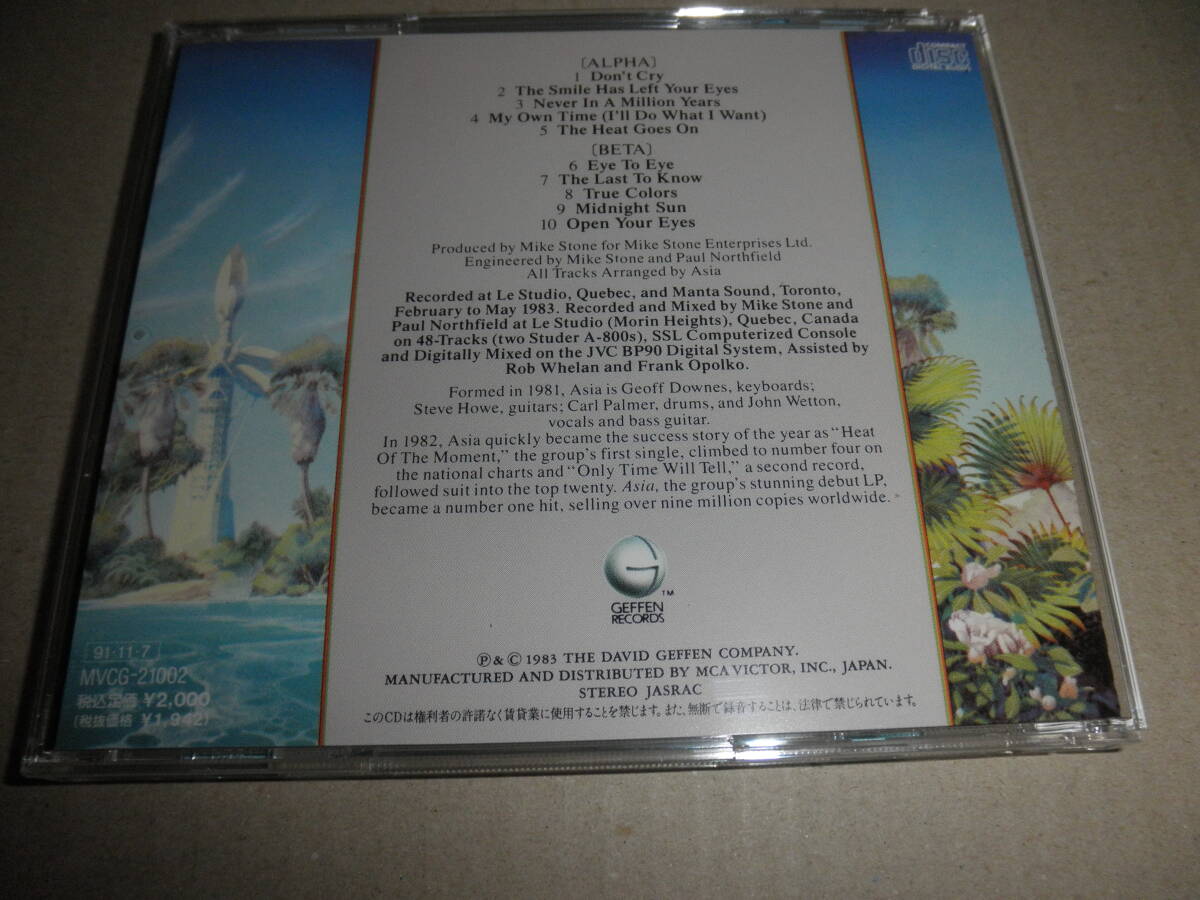 COMPACT
disc
DIGITAL AUDIO
[ALPHA]
1 Don't Cry
2 The Smile Has Left Your Eyes
3 Never In A Million Years
4 My Own Time (I'll Do What I Want)
5 The Heat Goes On
[BETA]
6 Eye To Eye
7 The Last To Know
8 True Colors
9 Midnight Sun
10 Open Your Eyes
Produced by Mike Stone for Mike Stone Enterprises Ltd.
Engineered by Mike Stone and Paul Northfield
All Tracks Arranged by Asia
Recorded at Le Studio, Quebec, and Manta Sound, Toronto,
February to May 1983. Recorded and Mixed by Mike Stone and
Paul Northfield at Le Studio (Morin Heights), Quebec, Canada
on 48-Tracks (two Studer A-800s), SSL Computerized Console
and Digitally Mixed on the JVC BP90 Digital System, Assisted by
Rob Whelan and Frank Opolko.
Formed in 1981, Asia is Geoff Downes, keyboards;
Steve Howe, guitars; Carl Palmer, drums, and John Wetton,
vocals and bass guitar.
In 1982, Asia quickly became the success story of the year as “Heat
Of The Moment,” the group's first single, climbed to number four on
the national charts and “Only Time Will Tell,” a second record,
followed suit into the top twenty. Asia, the group's stunning debut LP,
became a number one hit, selling over nine million copies worldwide.
G
TM
GEFFEN
RECORDS
℗ & © 1983 THE DAVID GEFFEN COMPANY.
MANUFACTURED AND DISTRIBUTED BY MCA VICTOR, INC., JAPAN.
STEREO JASRAC
このCDは権利者の許諾なく賃貸業に使用することを禁じます。また、無断で録音することは、法律で禁じられています。
91·11·7
MVCG-21002
税込定価 ¥2,000
(税抜価格 ¥1,942)